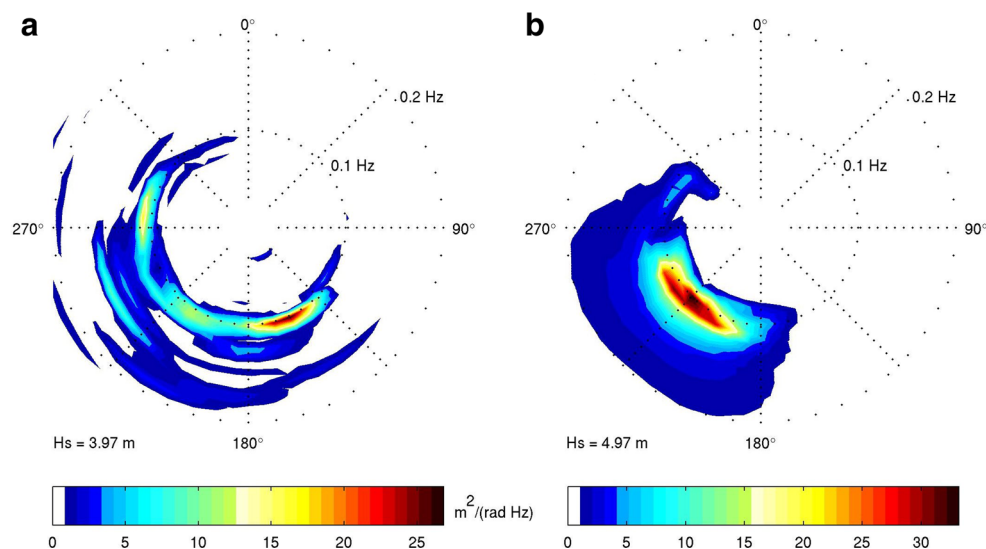 a
0°
0.2 Hz
0.1 Hz
270°
90°
Hs = 3.97 m
180°
0 5 10 15 20 25
m²/(rad Hz)
b
0°
0.2 Hz
0.1 Hz
270°
90°
Hs = 4.97 m
180°
0 5 10 15 20 25 30